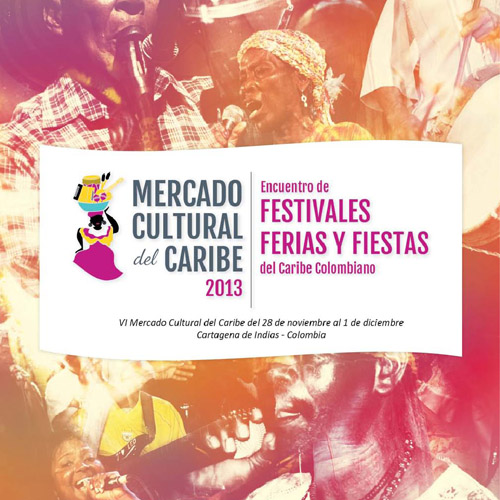 MERCADO
CULTURAL
del CARIBE
2013
Encuentro de
FESTIVALES
FERIAS Y FIESTAS
del Caribe Colombiano
VI Mercado Cultural del Caribe del 28 de noviembre al 1 de diciembre
Cartagena de Indias - Colombia